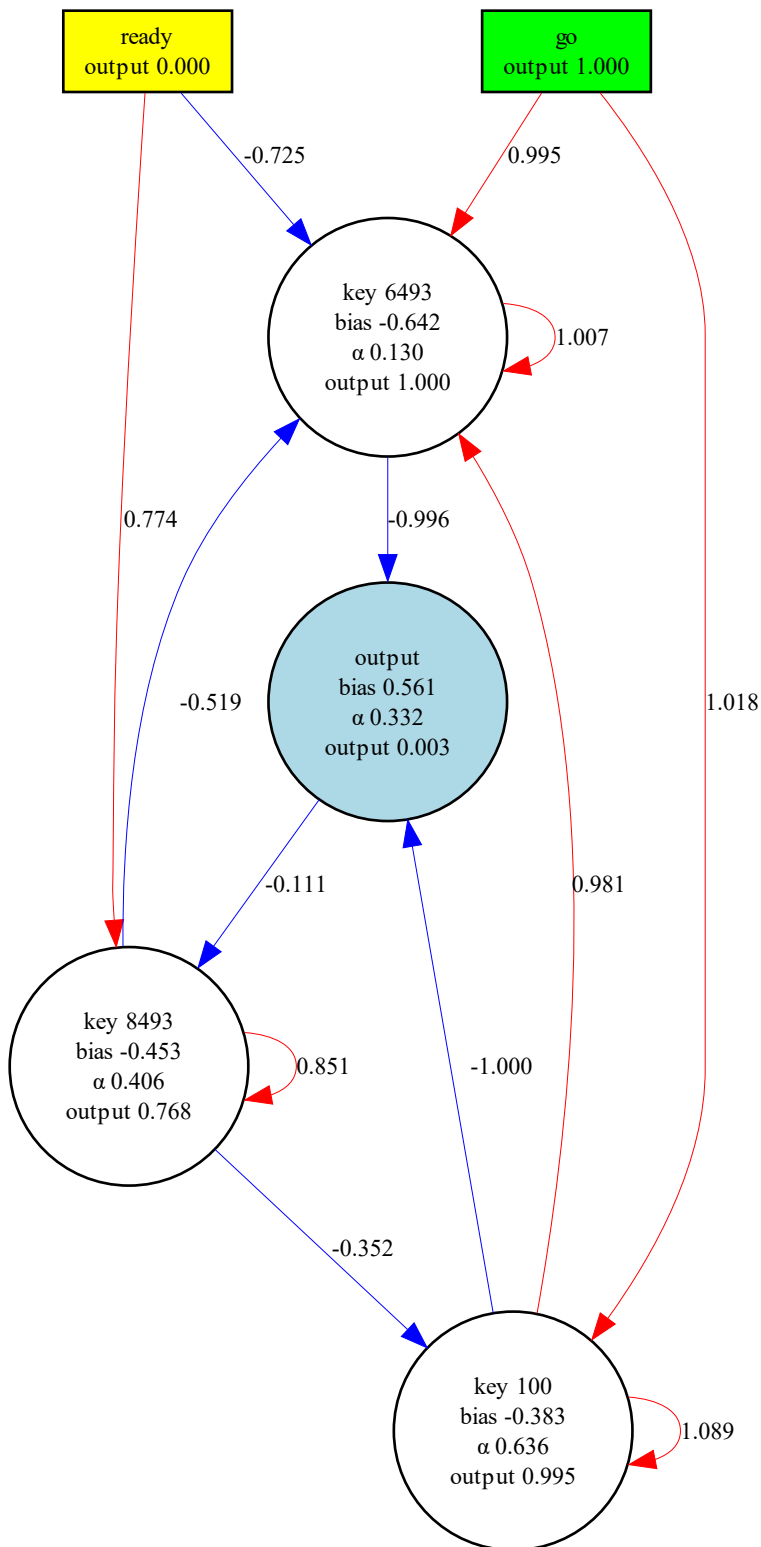 ready
output 0.000
go
output 1.000
-0.725
0.995
key 6493
bias -0.642
α 0.130
output 1.000
1.007
0.774
-0.996
output
bias 0.561
α 0.332
output 0.003
-0.519
1.018
-0.111
0.981
key 8493
bias -0.453
α 0.406
output 0.768
0.851
-1.000
-0.352
key 100
bias -0.383
α 0.636
output 0.995
1.089